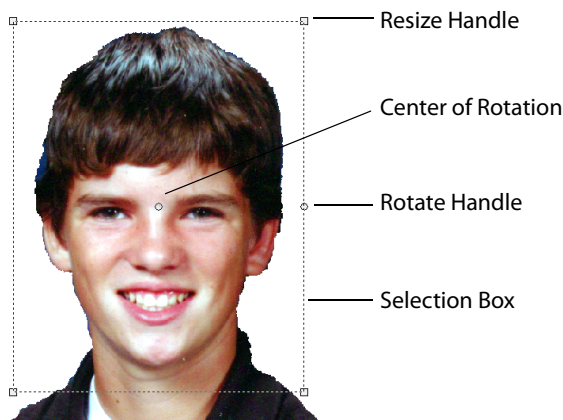 Resize Handle
Center of Rotation
Rotate Handle
Selection Box